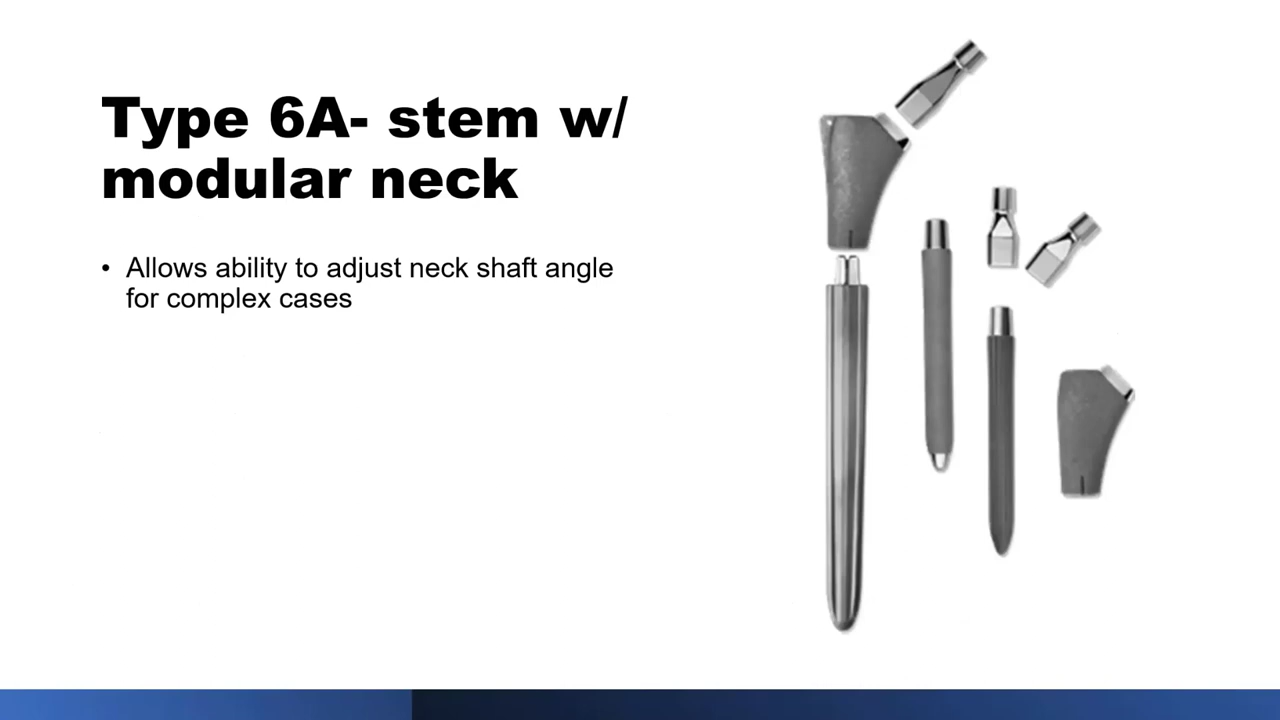 Type 6A- stem w/
modular neck
• Allows ability to adjust neck shaft angle
for complex cases